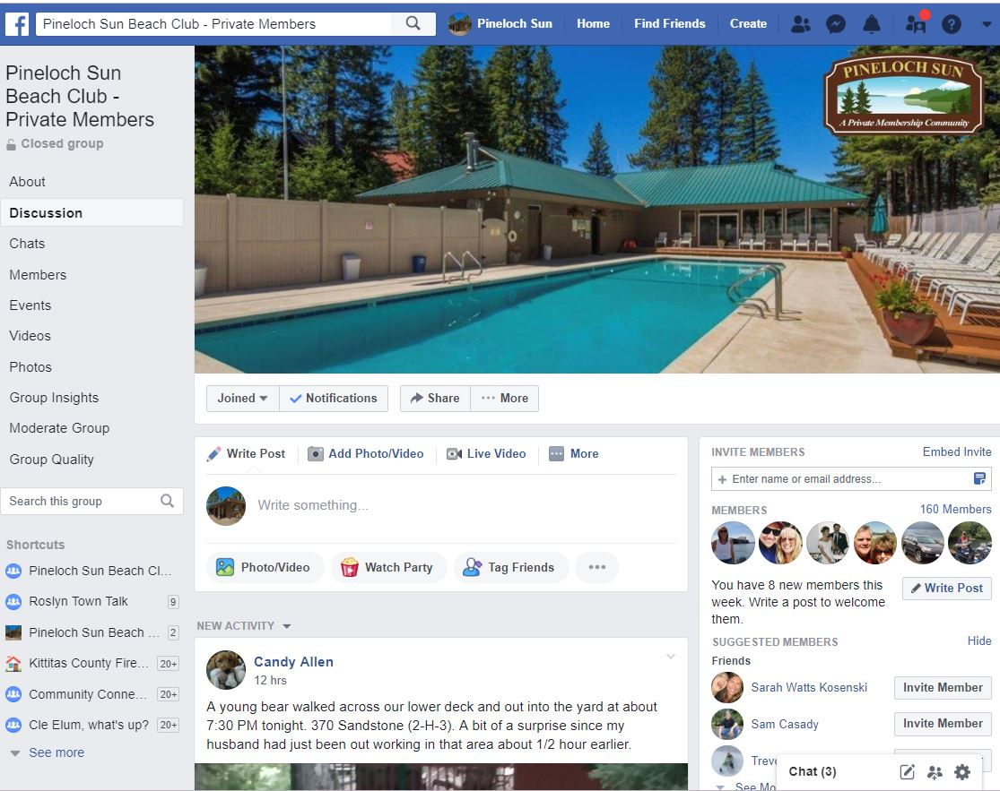 Pineloch Sun Beach Club - Private Members
Pineloch Sun
Home
Find Friends
Create
Pineloch Sun
Beach Club -
Private Members
Closed group
About
Discussion
Chats
Members
Events
Videos
Photos
Group Insights
Moderate Group
Group Quality
Search this group
Shortcuts
Pineloch Sun Beach Cl...
Roslyn Town Talk 9
Pineloch Sun Beach ... 2
Kittitas County Fire... 20+
Community Conne... 20+
Cle Elum, what's up? 20+
See more
PINELOCH SUN
A Private Membership Community
Joined
Notifications
Share
More
Write Post
Add Photo/Video
Live Video
More
Write something...
Photo/Video
Watch Party
Tag Friends
NEW ACTIVITY
Candy Allen
12 hrs
A young bear walked across our lower deck and out into the yard at about
7:30 PM tonight. 370 Sandstone (2-H-3). A bit of a surprise since my
husband had just been out working in that area about 1/2 hour earlier.
INVITE MEMBERS
Embed Invite
+ Enter name or email address...
MEMBERS
160 Members
You have 8 new members this
week. Write a post to welcome
them.
Write Post
SUGGESTED MEMBERS
Hide
Friends
Sarah Watts Kosenski
Invite Member
Sam Casady
Invite Member
Chat (3)